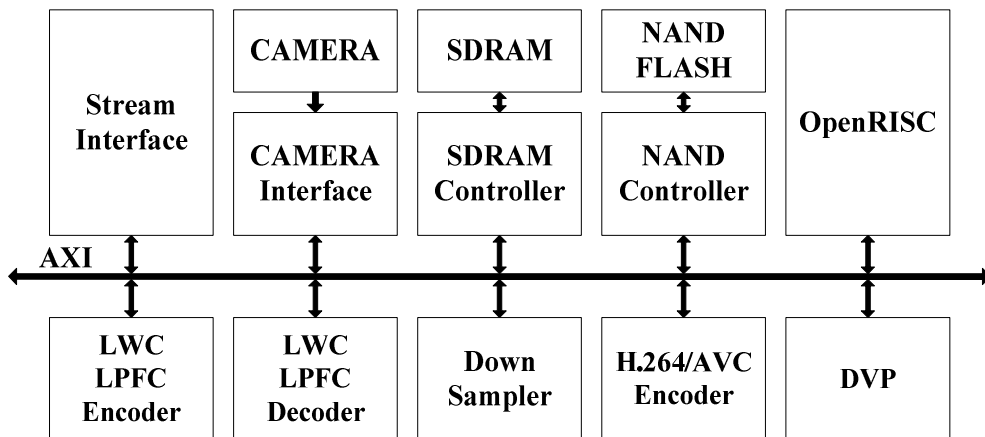 Stream
Interface
CAMERA
CAMERA
Interface
SDRAM
SDRAM
Controller
NAND
FLASH
NAND
Controller
OpenRISC
AXI
LWC
LPFC
Encoder
LWC
LPFC
Decoder
Down
Sampler
H.264/AVC
Encoder
DVP